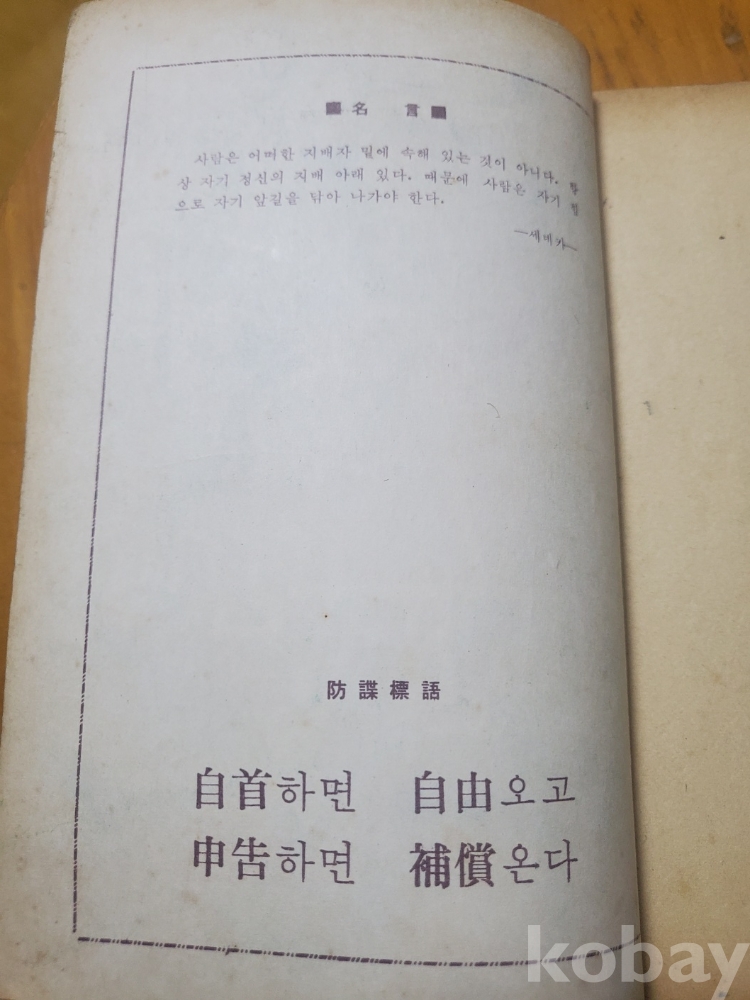 ■名 言■
사람은 어떠한 지배자 밑에 속해 있는 것이 아니다. 항
상 자기 정신의 지배 아래 있다. 때문에 사람은 자기 힘
으로 자기 앞길을 닦아 나가야 한다.
—세네카—
防諜標語
自首하면 自由오고
申告하면 補償온다
kobay